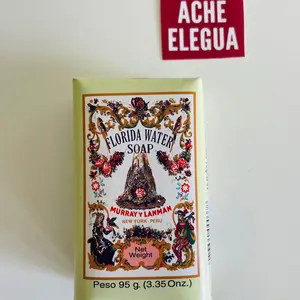 ACHE
ELEGUA
FLORIDA WATER
SOAP
MURRAY Y LANMAN
NEW YORK - PERU
Net
Weight
Peso 95 g. (3.35 Onz.)